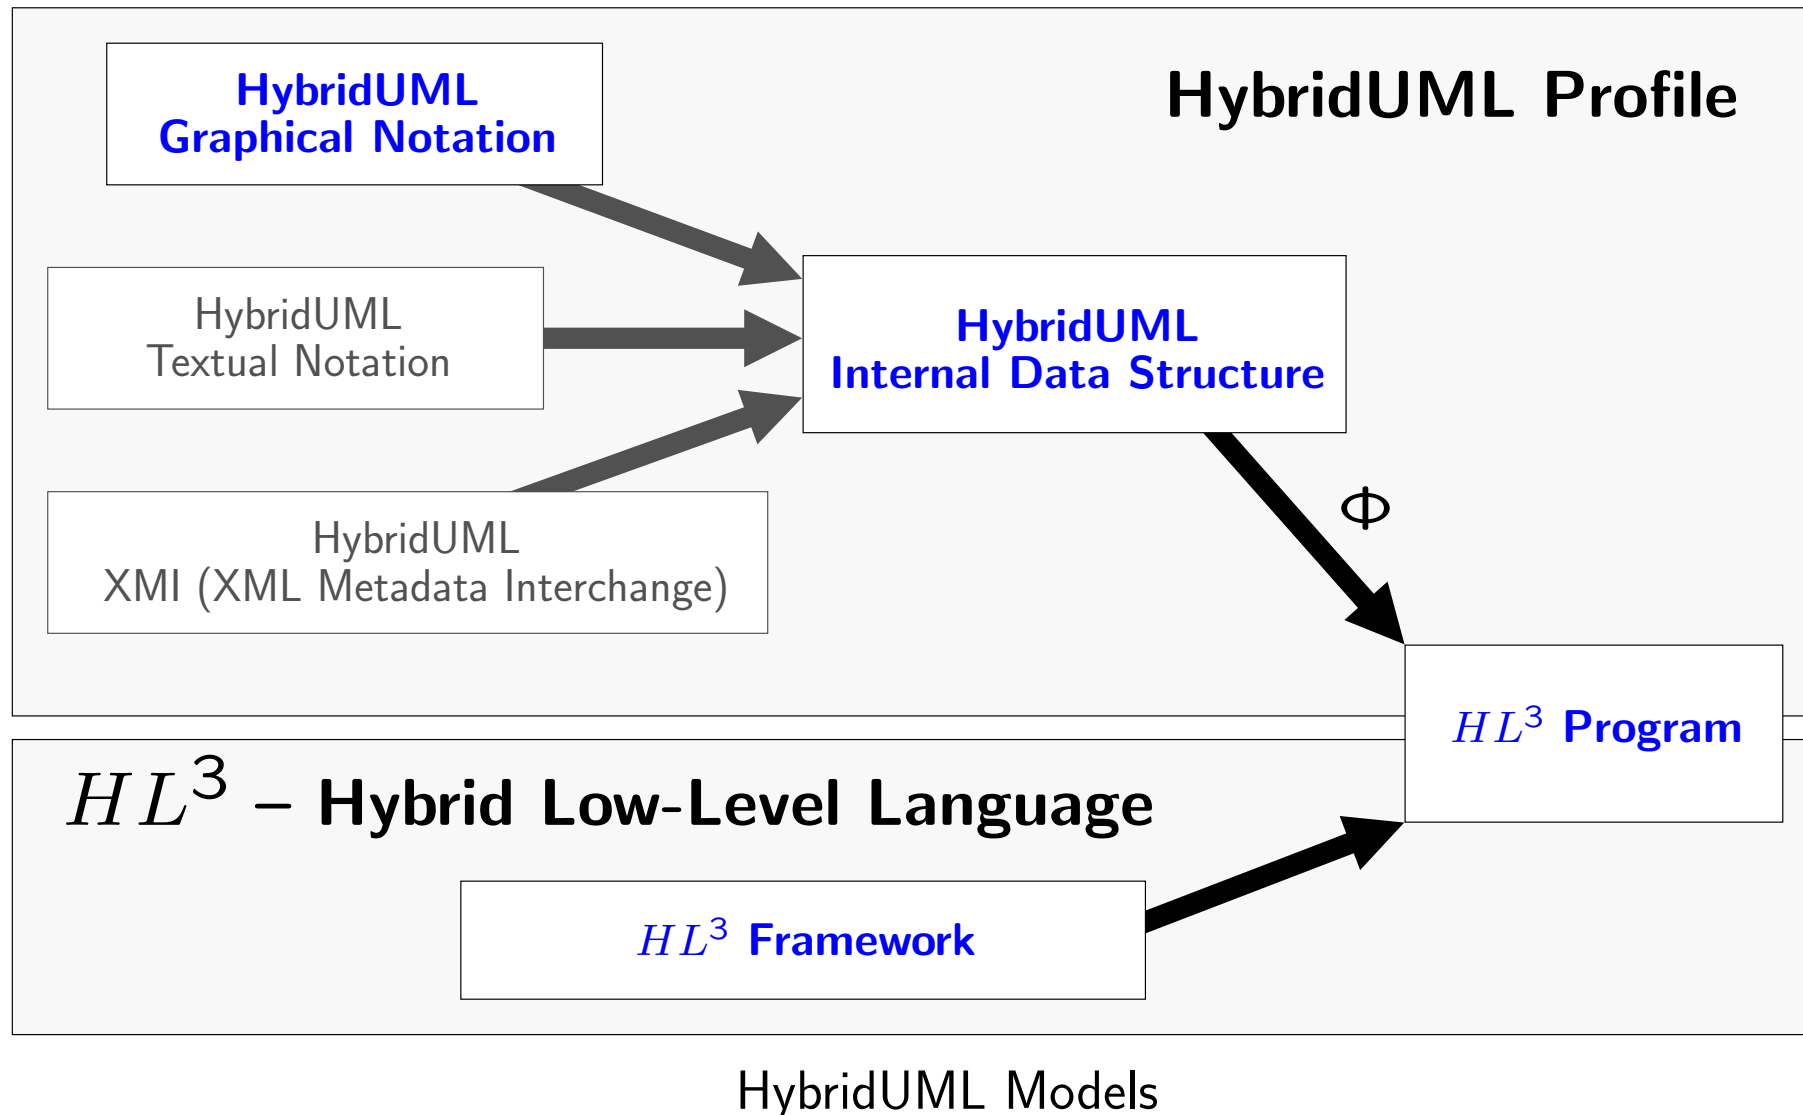 HybridUML Profile
HybridUML
Graphical Notation
HybridUML
Textual Notation
HybridUML
Internal Data Structure
HybridUML
XMI (XML Metadata Interchange)
Φ
HL³ Program
HL³ – Hybrid Low-Level Language
HL³ Framework
HybridUML Models